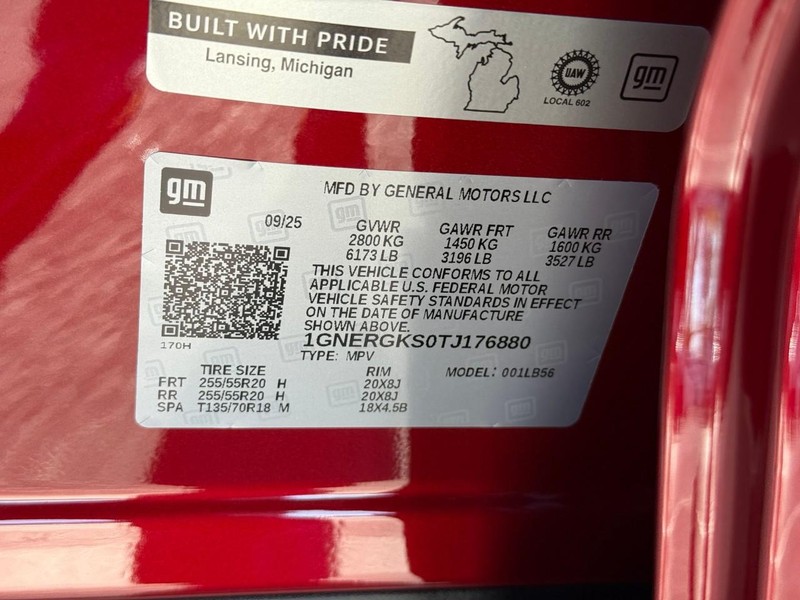 BUILT WITH PRIDE
Lansing, Michigan
UAW
LOCAL 602
gm
gm
MFD BY GENERAL MOTORS LLC
09/25
GVWR GAWR FRT GAWR RR
2800 KG 1450 KG 1600 KG
6173 LB 3196 LB 3527 LB
THIS VEHICLE CONFORMS TO ALL
APPLICABLE U.S. FEDERAL MOTOR
VEHICLE SAFETY STANDARDS IN EFFECT
ON THE DATE OF MANUFACTURE
SHOWN ABOVE.
170H
1GNERGKS0TJ176880
TYPE: MPV
TIRE SIZE RIM MODEL: 001LB56
FRT 255/55R20 H 20X8J
RR 255/55R20 H 20X8J
SPA T135/70R18 M 18X4.5B